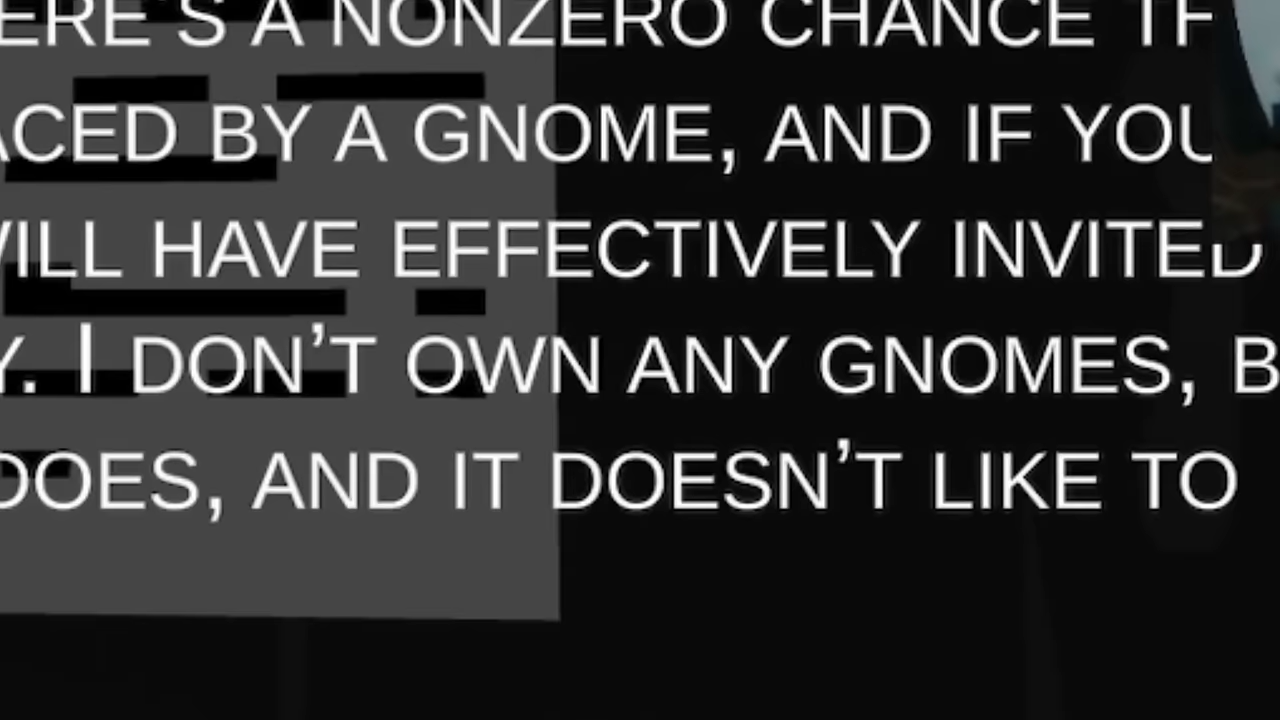 ERE'S A NONZERO CHANCE
ACED BY A GNOME, AND IF YOU
WILL HAVE EFFECTIVELY INVITED
Y. I DON'T OWN ANY GNOMES, B
DOES, AND IT DOESN'T LIKE TO